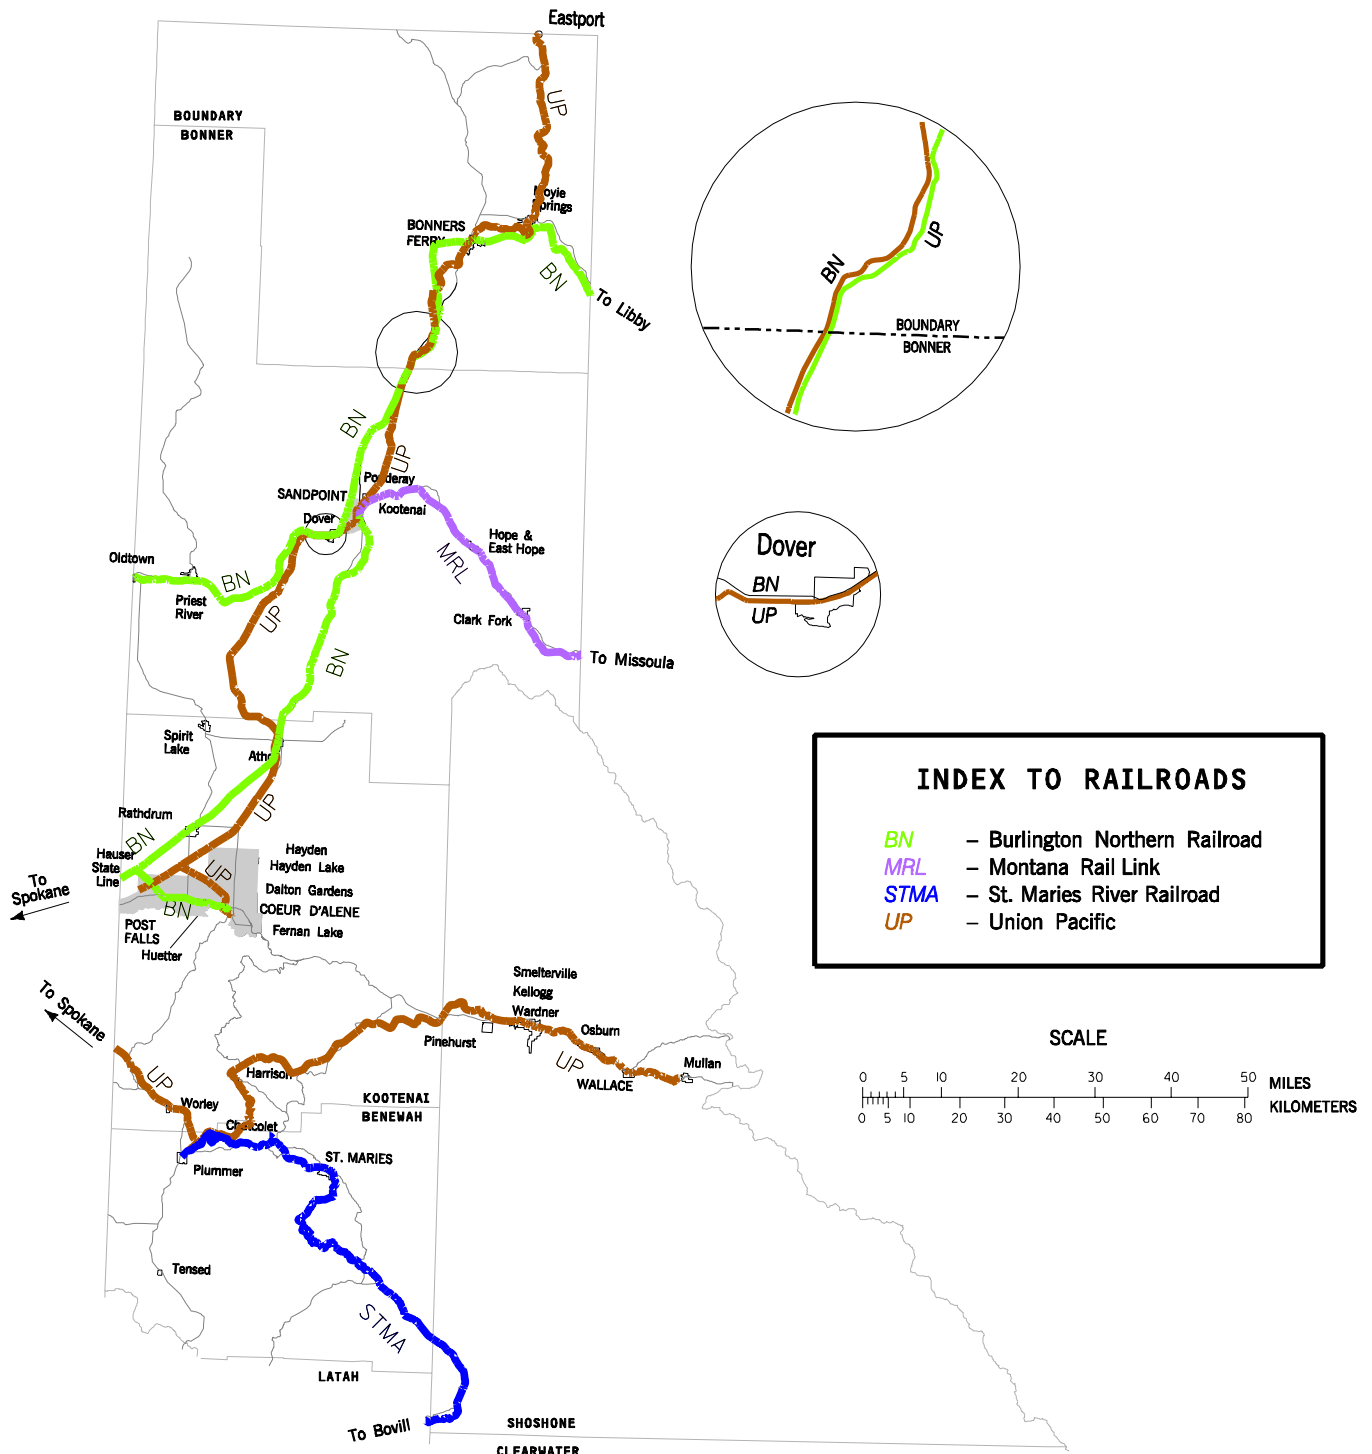 Eastport
BOUNDARY
BONNER
UP
Moyie
Springs
BONNERS
FERRY
BN
To Libby
BN
UP
BOUNDARY
BONNER
BN
UP
Ponderay
SANDPOINT
Kootenai
Dover
Hope &
East Hope
MRL
Oldtown
BN
Priest
River
UP
Clark Fork
To Missoula
BN
Dover
BN
UP
Spirit
Lake
Athol
UP
Rathdrum
BN
Hauser
State
Line
To
Spokane
UP
Hayden
Hayden Lake
Dalton Gardens
COEUR D'ALENE
Fernan Lake
BN
POST
FALLS
Huetter
INDEX TO RAILROADS
BN – Burlington Northern Railroad
MRL – Montana Rail Link
STMA – St. Maries River Railroad
UP – Union Pacific
To Spokane
Smelterville
Kellogg
Wardner
Osburn
Pinehurst
UP
WALLACE
Mullan
Harrison
UP
Worley
KOOTENAI
BENEWAH
Chatcolet
ST. MARIES
Plummer
SCALE
0 5 10 20 30 40 50 MILES
KILOMETERS
0 5 10 20 30 40 50 60 70 80
Tensed
STMA
LATAH
To Bovill
SHOSHONE
CLEARWATER